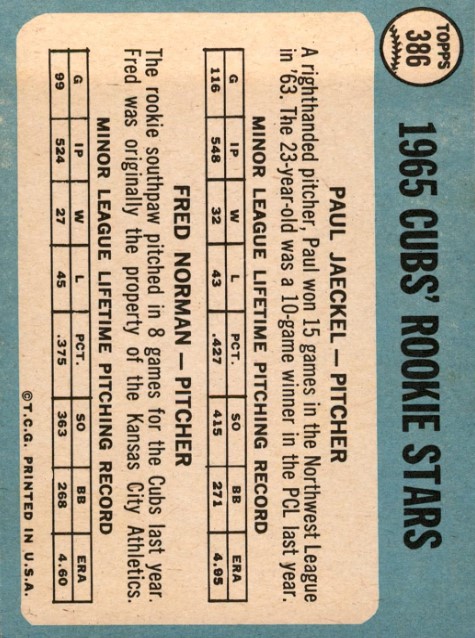 TOPPS
386
1965 CUBS' ROOKIE STARS
PAUL JAECKEL — PITCHER
A righthanded pitcher, Paul won 15 games in the Northwest League
in '63. The 23-year-old was a 10-game winner in the PCL last year.
MINOR LEAGUE LIFETIME PITCHING RECORD
G IP W L PCT. SO BB ERA
116 548 32 43 .427 415 271 4.95
FRED NORMAN — PITCHER
The rookie southpaw pitched in 8 games for the Cubs last year.
Fred was originally the property of the Kansas City Athletics.
MINOR LEAGUE LIFETIME PITCHING RECORD
G IP W L PCT. SO BB ERA
99 524 27 45 .375 363 268 4.60
©T.C.G. PRINTED IN U.S.A.